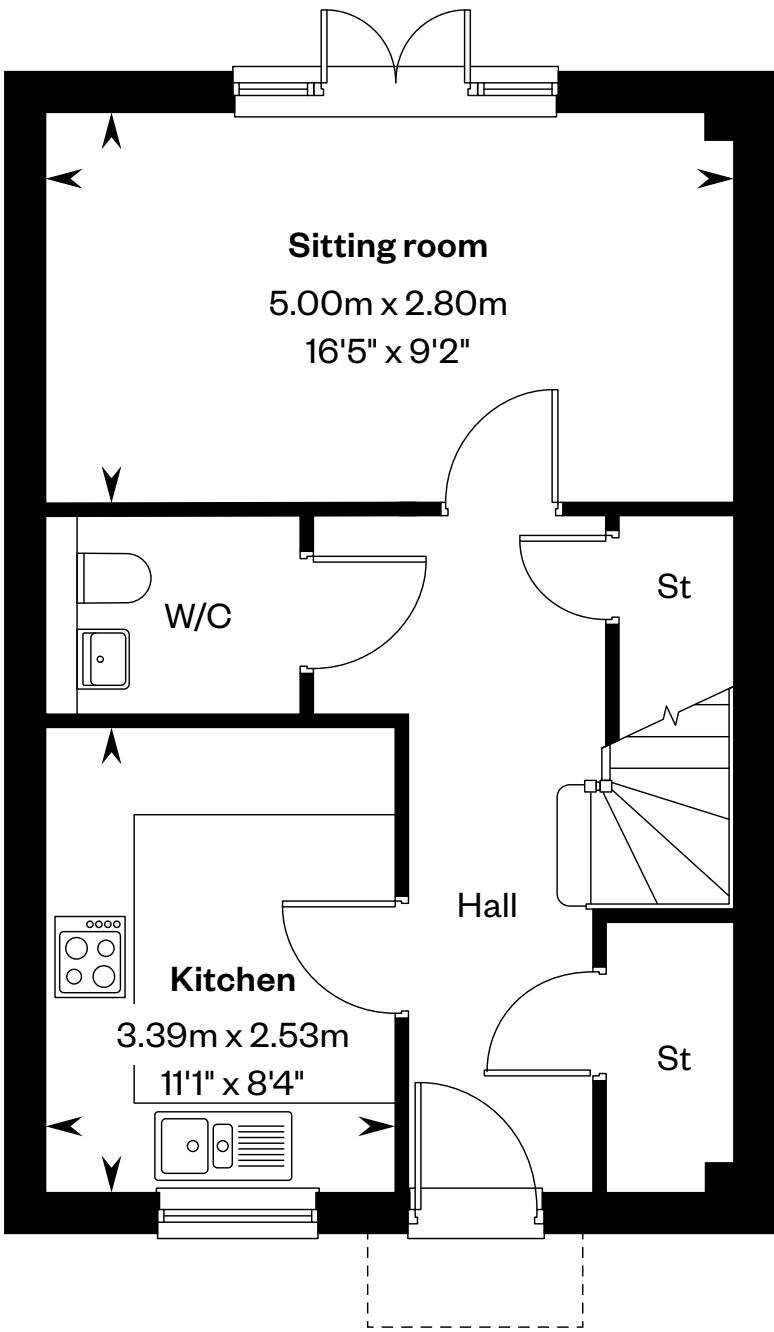 Sitting room
5.00m x 2.80m
16'5" x 9'2"
St
W/C
Hall
Kitchen
3.39m x 2.53m
11'1" x 8'4"
St